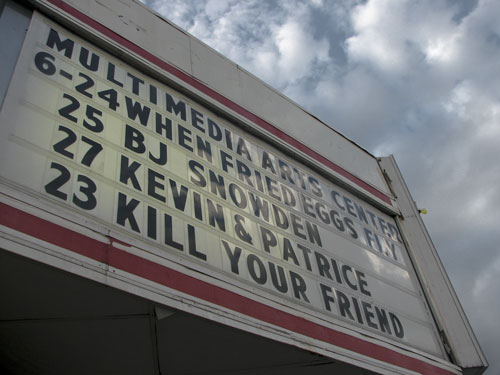 MULTIMEDIA ARTS CENTER
6-24 WHEN FRIED EGGS FLY
25 BJ SNOWDEN
27 KEVIN & PATRICE
23 KILL YOUR FRIEND